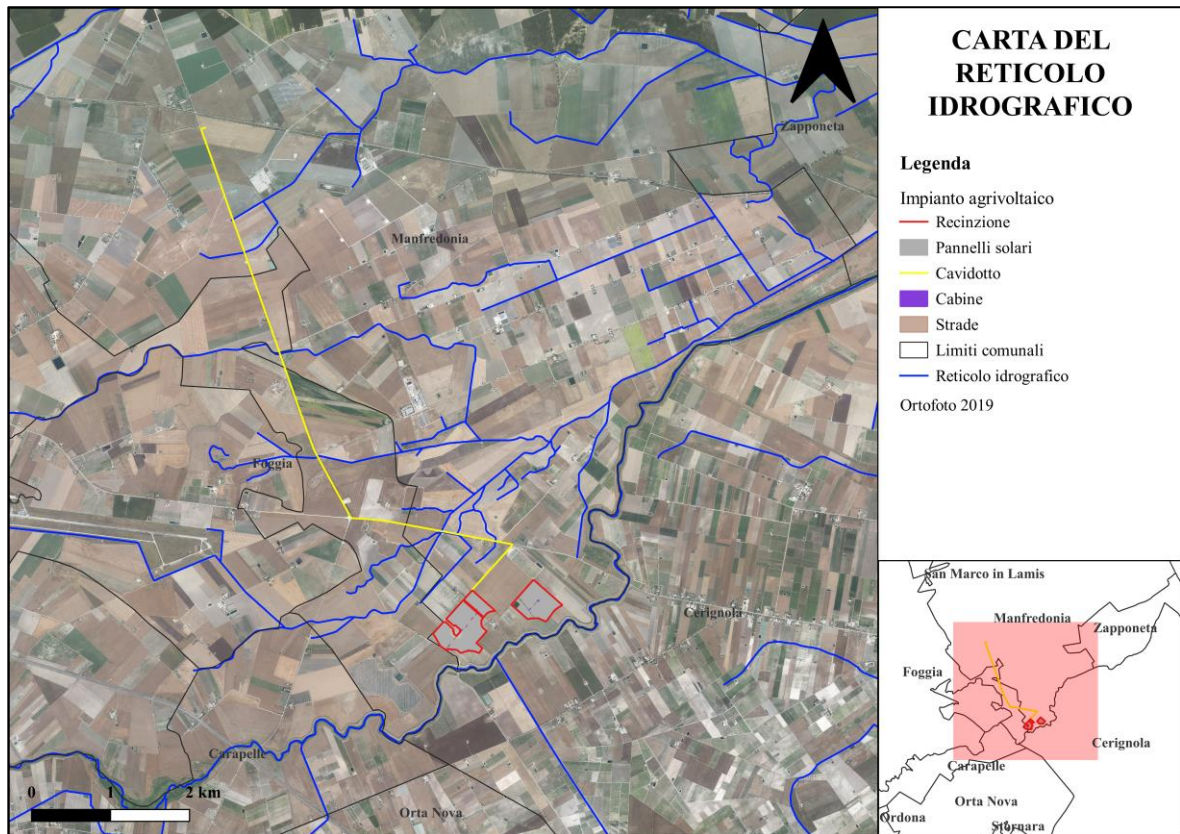 CARTA DEL
RETICOLO
IDROGRAFICO
Legenda
Impianto agrivoltaico
Recinzione
Pannelli solari
Cavidotto
Cabine
Strade
Limiti comunali
Reticolo idrografico
Ortofoto 2019
Zapponeta
Manfredonia
Foggia
Cerignola
Carapelle
Orta Nova
0 1 2 km
San Marco in Lamis
Manfredonia
Zapponeta
Foggia
Cerignola
Carapelle
Orta Nova
Ordona
Stornara